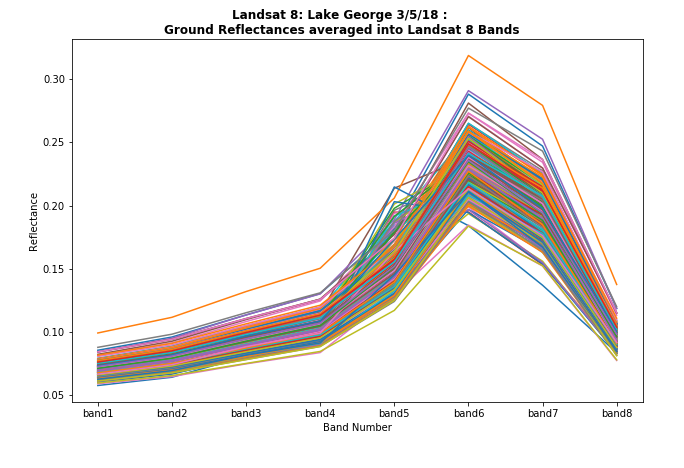 Landsat 8: Lake George 3/5/18 :
Ground Reflectances averaged into Landsat 8 Bands
0.30
0.25
0.20
0.15
0.10
0.05
Reflectance
band1 band2 band3 band4 band5 band6 band7 band8
Band Number